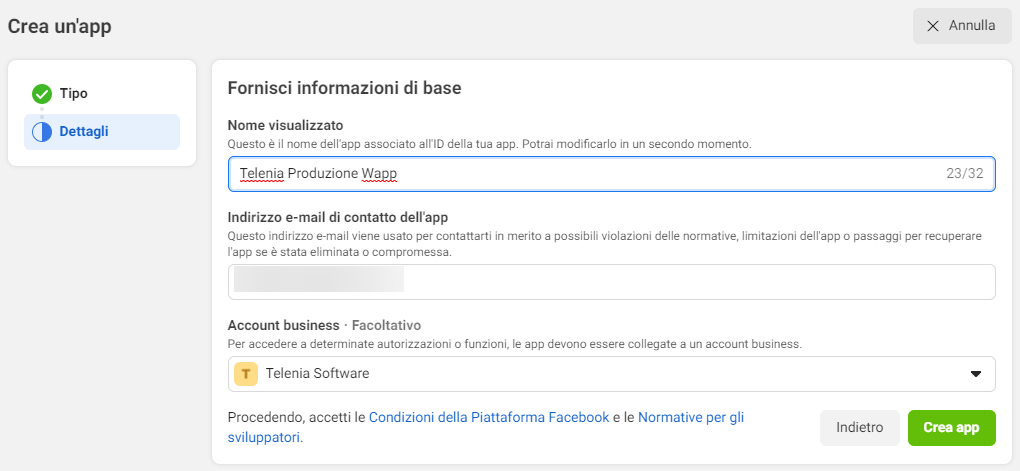 Crea un'app
Annulla
Tipo
Dettagli
Fornisci informazioni di base
Nome visualizzato
Questo è il nome dell'app associato all'ID della tua app. Potrai modificarlo in un secondo momento.
Telenia Produzione Wapp 23/32
Indirizzo e-mail di contatto dell'app
Questo indirizzo e-mail viene usato per contattarti in merito a possibili violazioni delle normative, limitazioni dell'app o passaggi per recuperare
l'app se è stata eliminata o compromessa.
Account business · Facoltativo
Per accedere a determinate autorizzazioni o funzioni, le app devono essere collegate a un account business.
T Telenia Software
Procedendo, accetti le Condizioni della Piattaforma Facebook e le Normative per gli
sviluppatori.
Indietro
Crea app